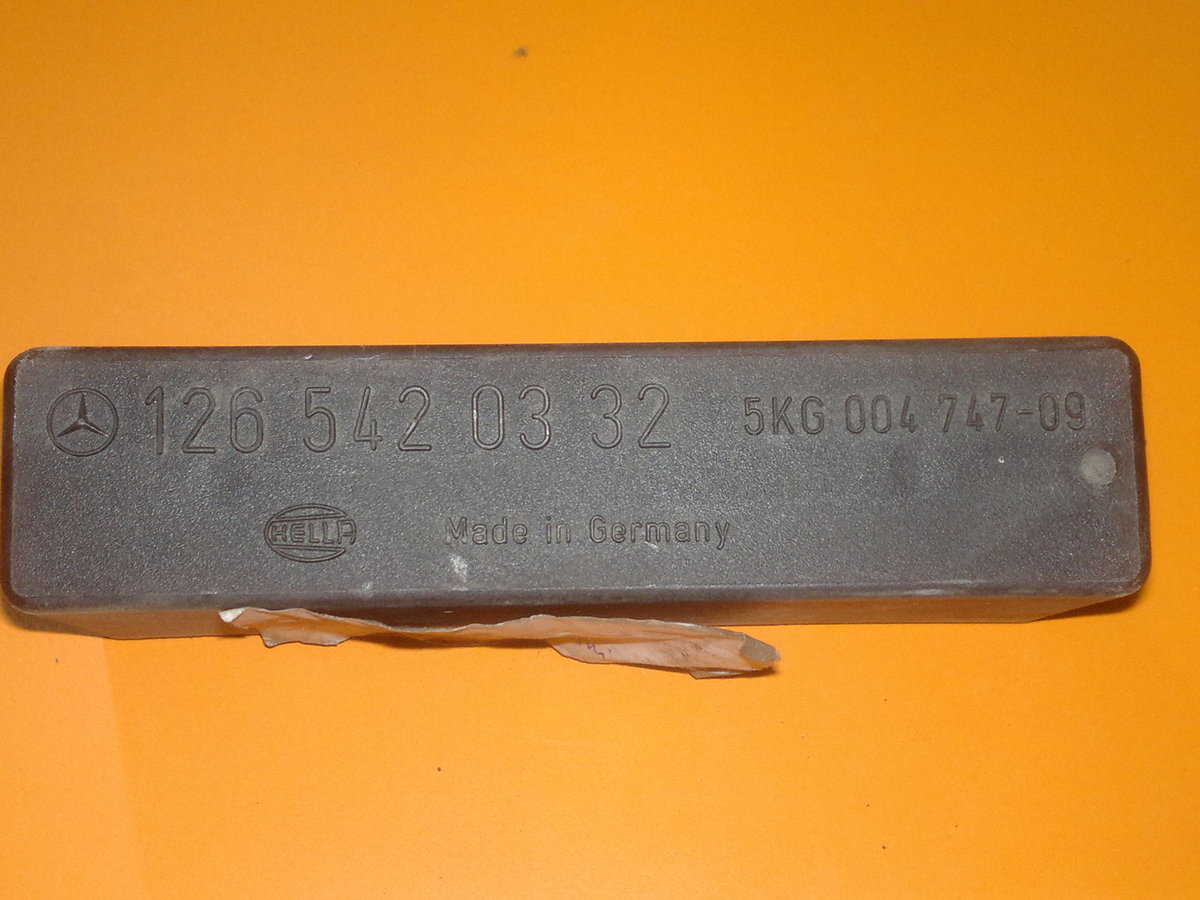 126 542 03 32 5KG 004 747-09
HELLA Made in Germany